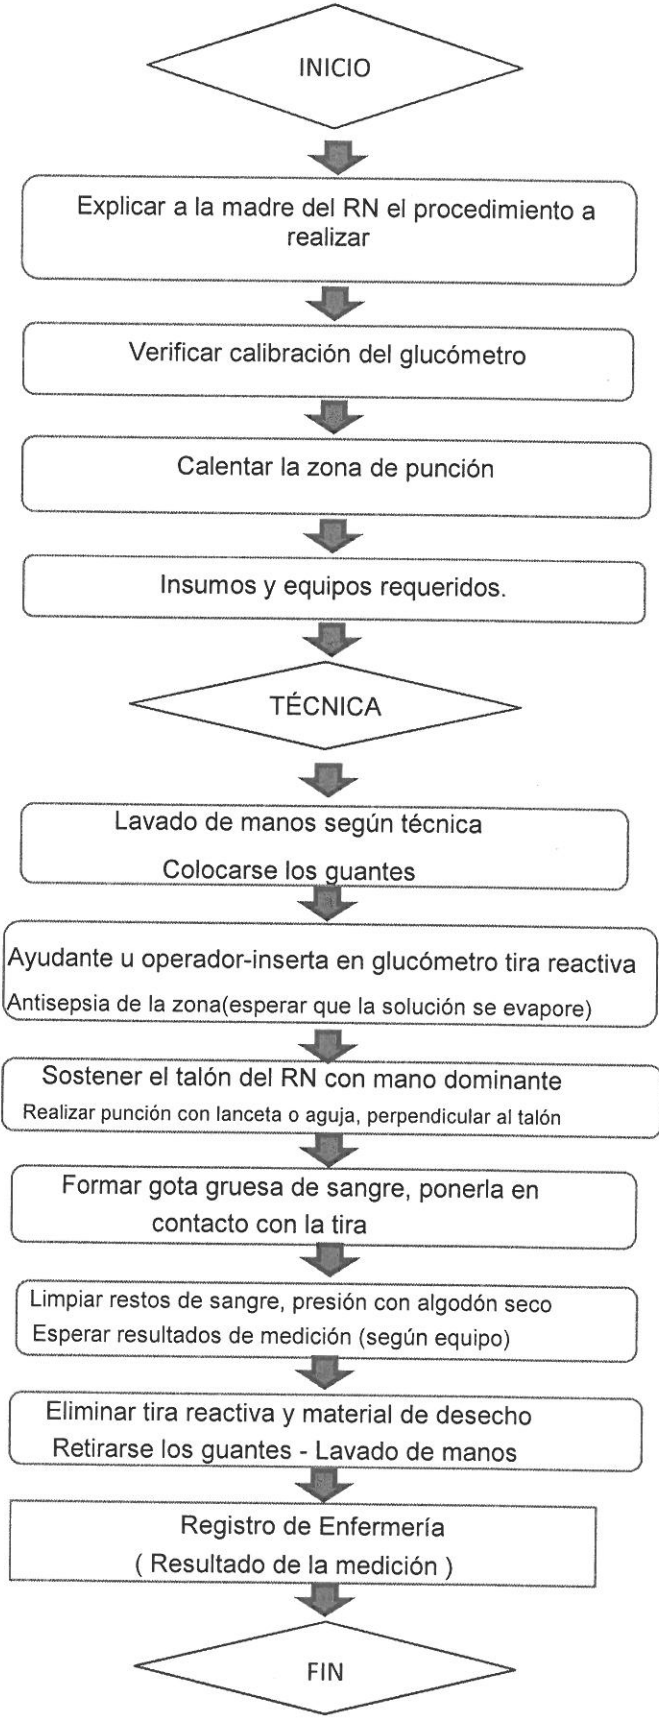 INICIO
Explicar a la madre del RN el procedimiento a
realizar
Verificar calibración del glucómetro
Calentar la zona de punción
Insumos y equipos requeridos.
TÉCNICA
Lavado de manos según técnica
Colocarse los guantes
Ayudante u operador-inserta en glucómetro tira reactiva
Antisepsia de la zona(esperar que la solución se evapore)
Sostener el talón del RN con mano dominante
Realizar punción con lanceta o aguja, perpendicular al talón
Formar gota gruesa de sangre, ponerla en
contacto con la tira
Limpiar restos de sangre, presión con algodón seco
Esperar resultados de medición (según equipo)
Eliminar tira reactiva y material de desecho
Retirarse los guantes - Lavado de manos
Registro de Enfermería
( Resultado de la medición )
FIN